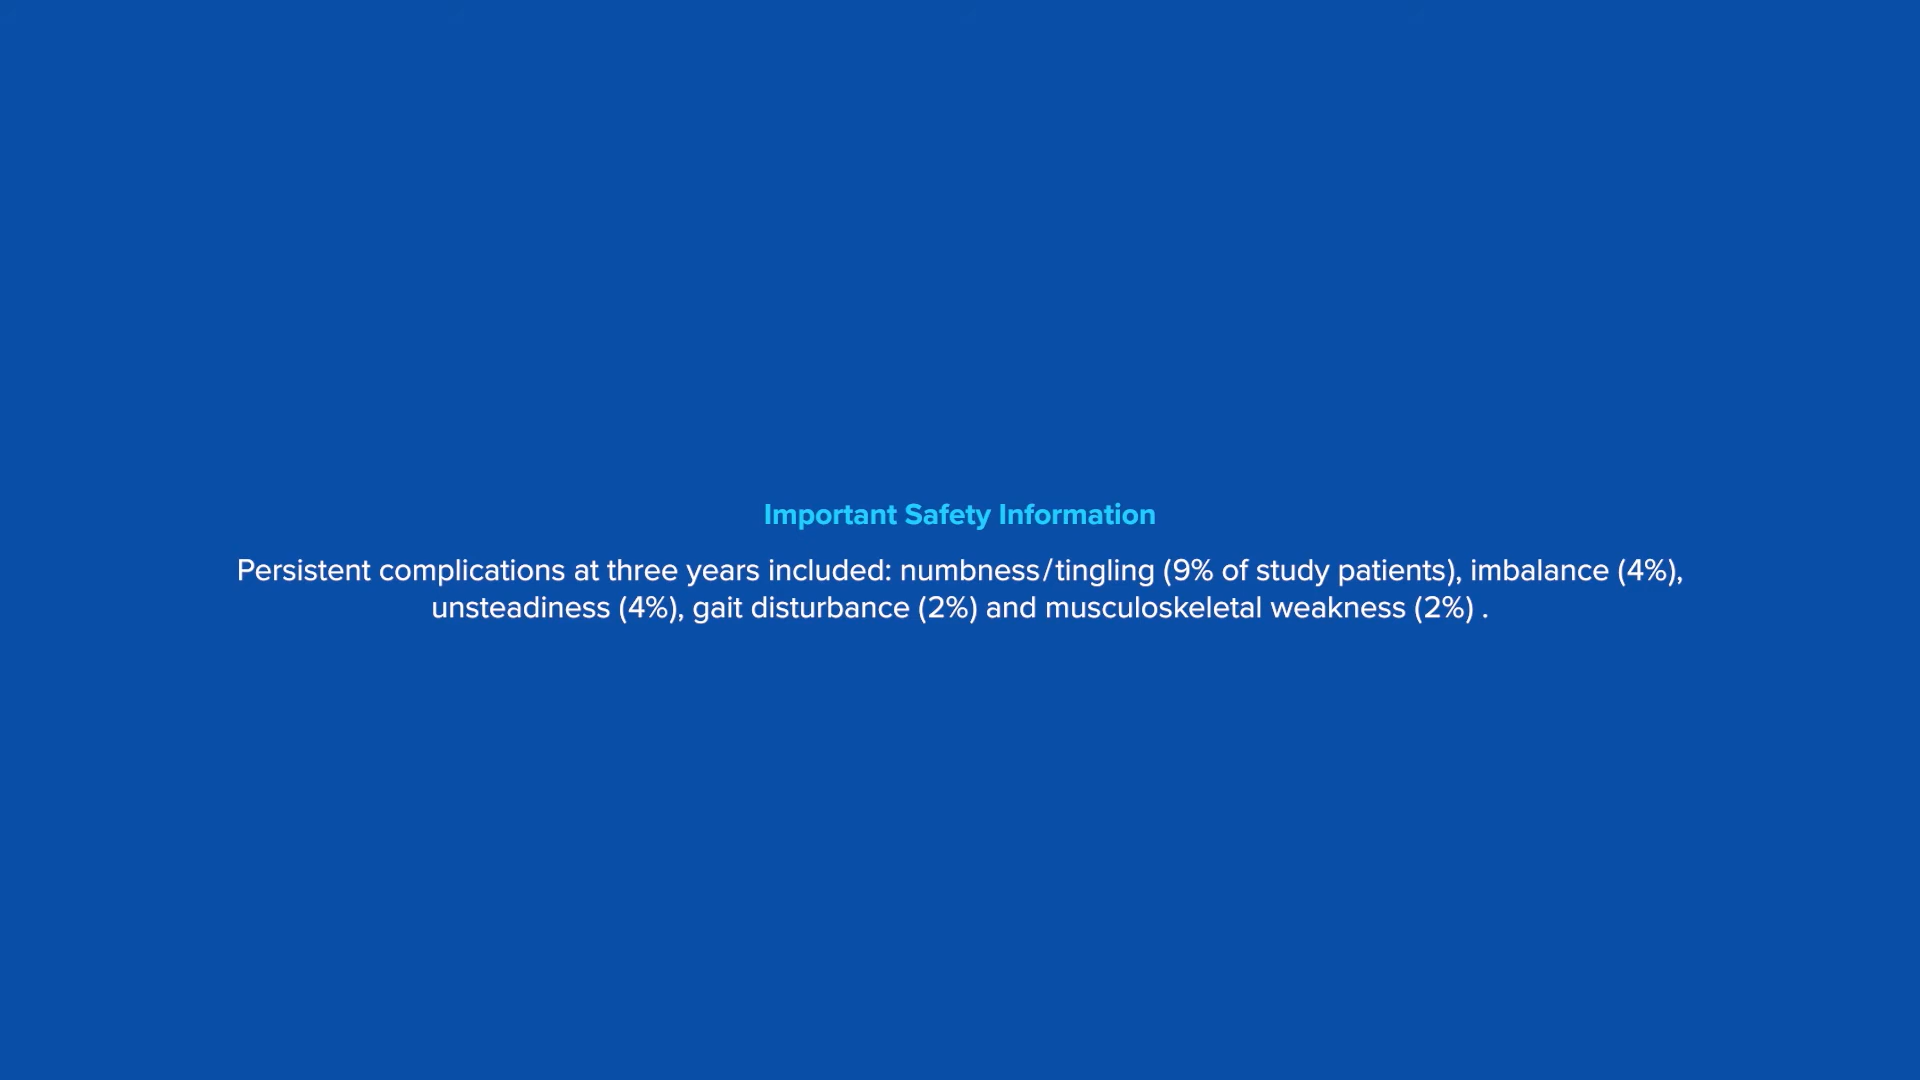 Important Safety Information
Persistent complications at three years included: numbness/tingling (9% of study patients), imbalance (4%),
unsteadiness (4%), gait disturbance (2%) and musculoskeletal weakness (2%) .